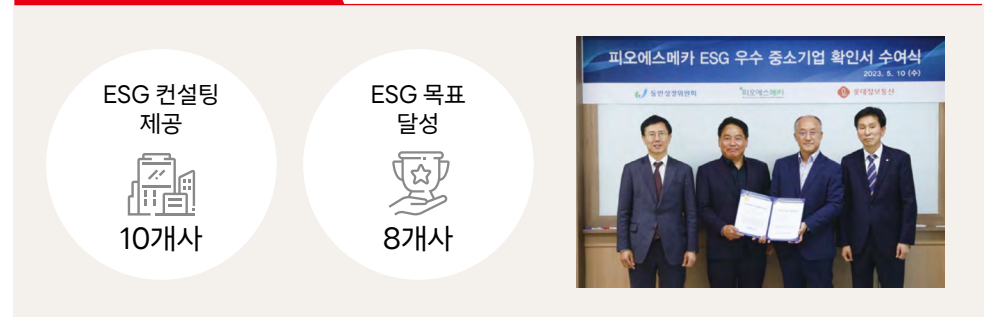 ESG 컨설팅
제공
10개사
ESG 목표
달성
8개사
피오에스메카 ESG 우수 중소기업 확인서 수여식
2023. 5. 10 (수)
동반성장위원회
피오에스메카
롯데정보통신